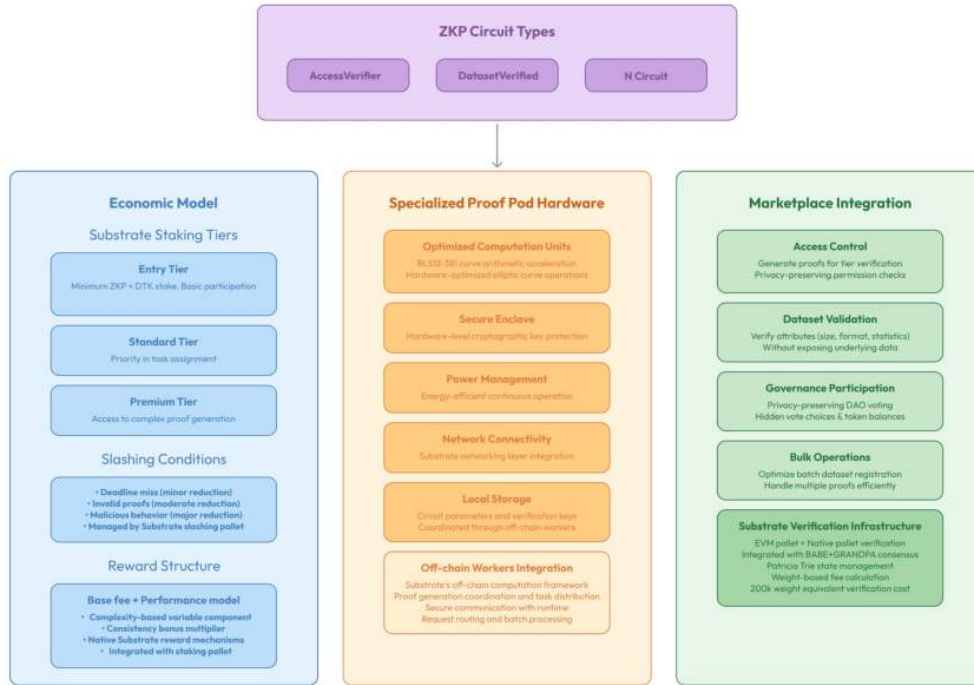 ZKP Circuit Types
AccessVerifier
DatasetVerified
N Circuit
Economic Model
Substrate Staking Tiers
Entry Tier
Minimum ZKP + DTK stake, Basic participation
Standard Tier
Priority in task assignment
Premium Tier
Access to complex proof generation
Slashing Conditions
• Deadline miss (minor reduction)
• Invalid proofs (moderate reduction)
• Malicious behavior (major reduction)
• Managed by Substrate slashing pallet
Reward Structure
Base fee + Performance model
• Complexity-based variable component
• Consistency bonus multiplier
• Native Substrate reward mechanisms
• Integrated with staking pallet
Specialized Proof Pod Hardware
Optimized Computation Units
BLS12-381 curve arithmetic acceleration
Hardware-optimized elliptic curve operations
Secure Enclave
Hardware-level cryptographic key protection
Power Management
Energy-efficient continuous operation
Network Connectivity
Substrate networking layer integration
Local Storage
Circuit parameters and verification keys
Coordinated through off-chain workers
Off-chain Workers Integration
Substrate's off-chain computation framework
Proof generation coordination and task distribution
Secure communication with runtime
Request routing and batch processing
Marketplace Integration
Access Control
Generate proofs for tier verification
Privacy-preserving permission checks
Dataset Validation
Verify attributes (size, format, statistics)
Without exposing underlying data
Governance Participation
Privacy-preserving DAO voting
Hidden vote choices & token balances
Bulk Operations
Optimize batch dataset registration
Handle multiple proofs efficiently
Substrate Verification Infrastructure
EVM pallet + Native pallet verification
Integrated with BABE+GRANDPA consensus
Patricia Trie state management
Weight-based fee calculation
200k weight equivalent verification cost